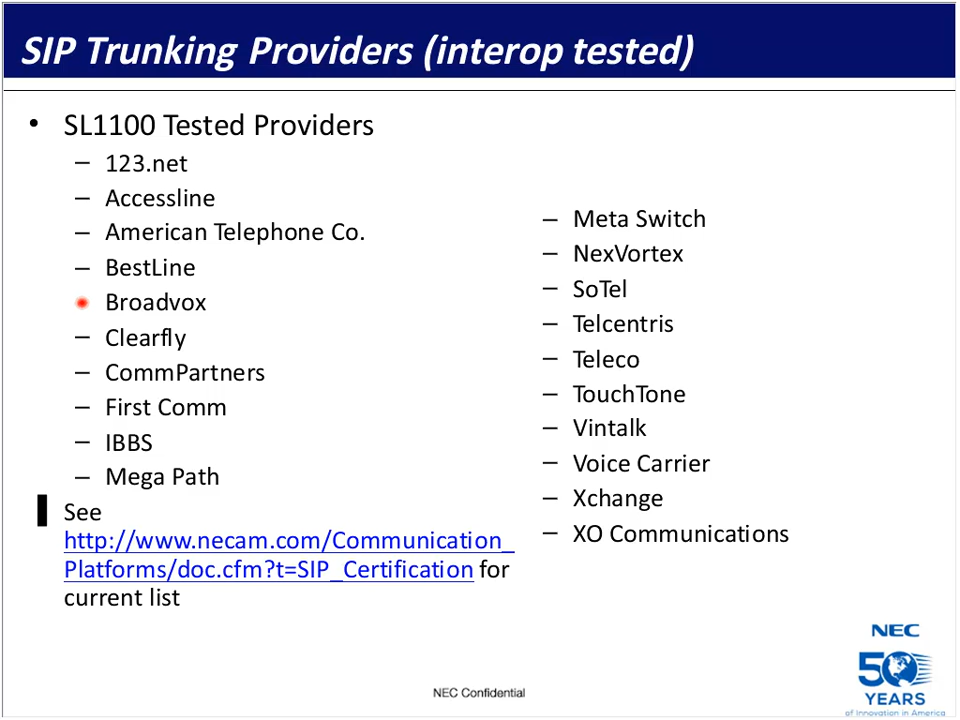 SIP Trunking Providers (interop tested)
• SL1100 Tested Providers
– 123.net
– Accessline
– American Telephone Co.
– BestLine
Broadvox
– Clearfly
– CommPartners
– First Comm
– IBBS
– Mega Path
See
http://www.necam.com/Communication_
Platforms/doc.cfm?t=SIP_Certification for
current list
– Meta Switch
– NexVortex
– SoTel
– Telcentris
– Teleco
– TouchTone
– Vintalk
– Voice Carrier
– Xchange
– XO Communications
NEC Confidential
NEC
50
YEARS
of Innovation in America